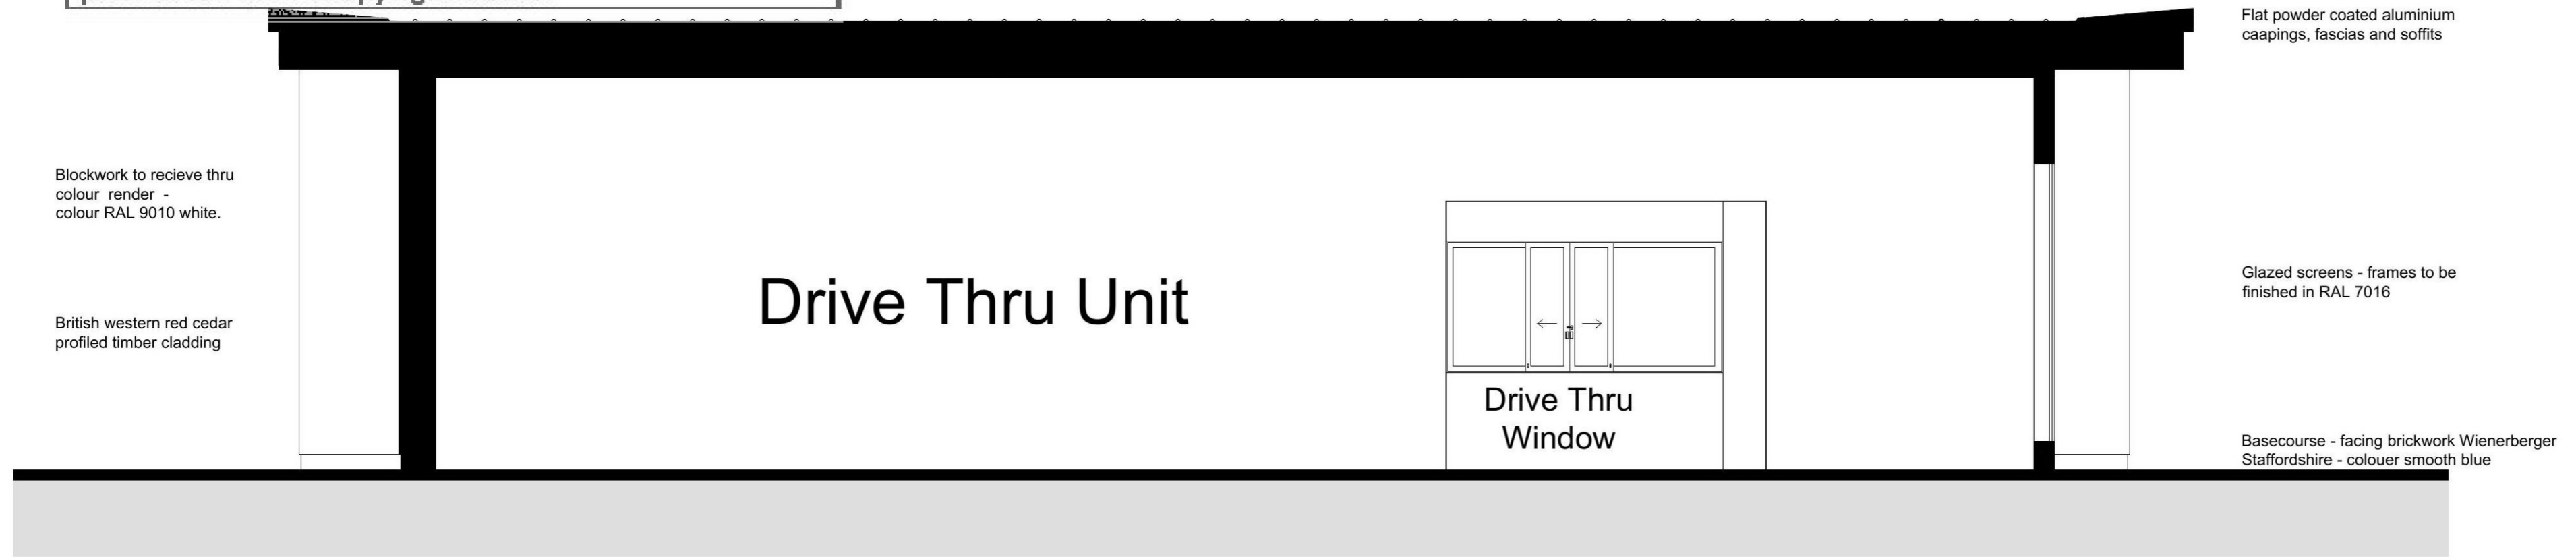 Flat powder coated aluminium
caapings, fascias and soffits
Blockwork to recieve thru
colour render -
colour RAL 9010 white.
British western red cedar
profiled timber cladding
Drive Thru Unit
Drive Thru
Window
Glazed screens - frames to be
finished in RAL 7016
Basecourse - facing brickwork Wienerberger
Staffordshire - colouer smooth blue